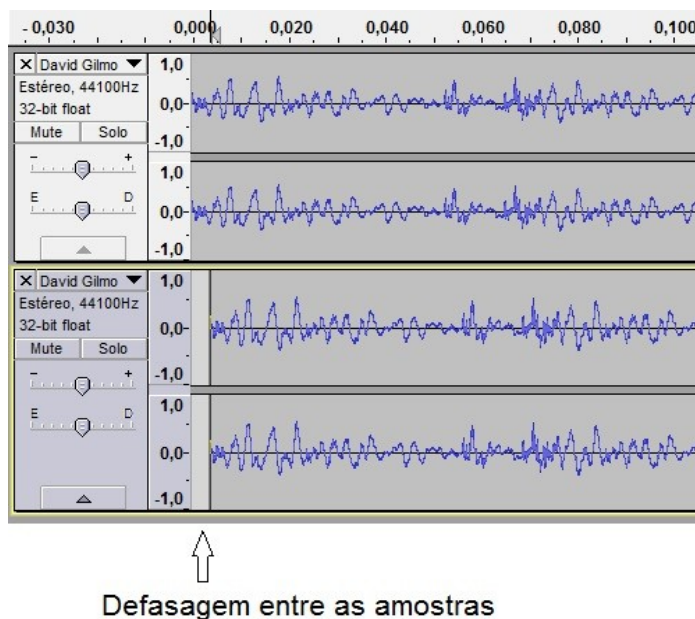 -0,030 0,000 0,020 0,040 0,060 0,080 0,100
X David Gilmo ▼
Estéreo, 44100Hz
32-bit float
Mute Solo
- +
E D
1,0
0,0-
-1,0
1,0
0,0-
-1,0
X David Gilmo ▼
Estéreo, 44100Hz
32-bit float
Mute Solo
- +
E D
1,0
0,0-
-1,0
1,0
0,0-
-1,0
Defasagem entre as amostras